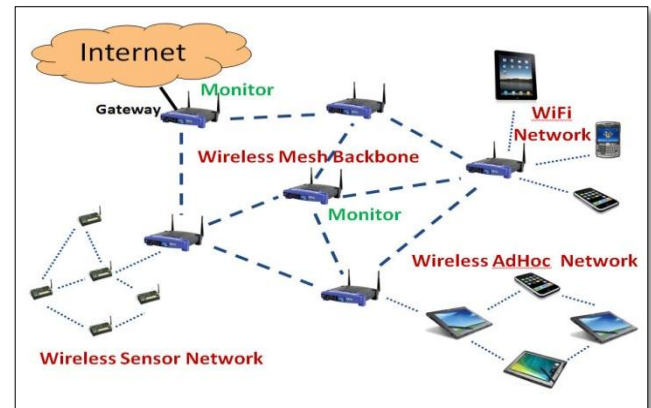 Internet
Monitor
Gateway
WiFi
Network
Wireless Mesh Backbone
Monitor
Wireless AdHoc Network
Wireless Sensor Network